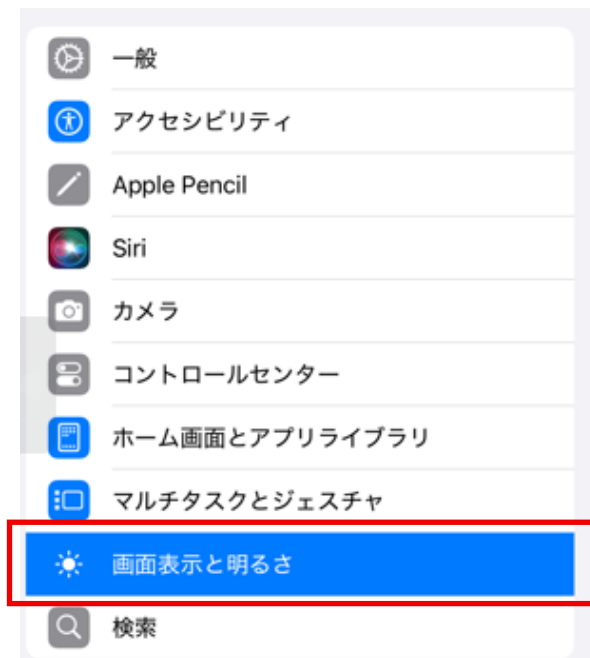 一般
アクセシビリティ
Apple Pencil
Siri
カメラ
コントロールセンター
ホーム画面とアプリライブラリ
マルチタスクとジェスチャ
画面表示と明るさ
検索